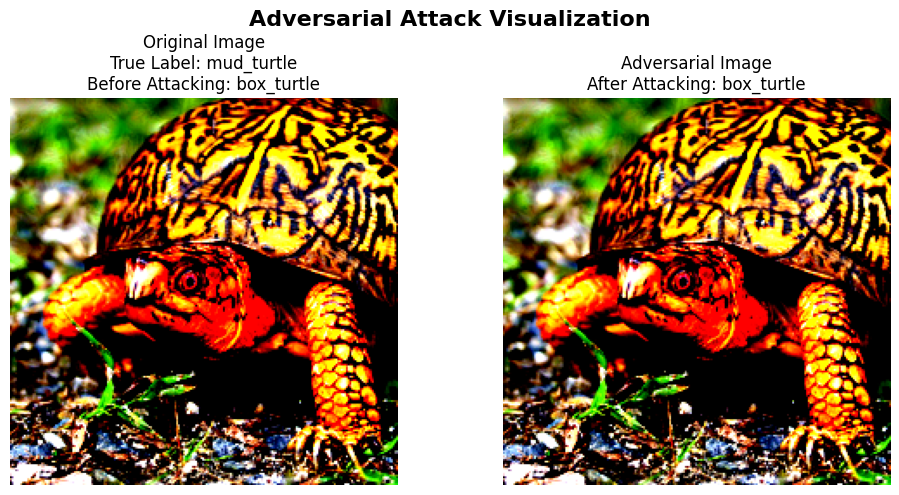 Adversarial Attack Visualization
Original Image
True Label: mud_turtle
Before Attacking: box_turtle
Adversarial Image
After Attacking: box_turtle